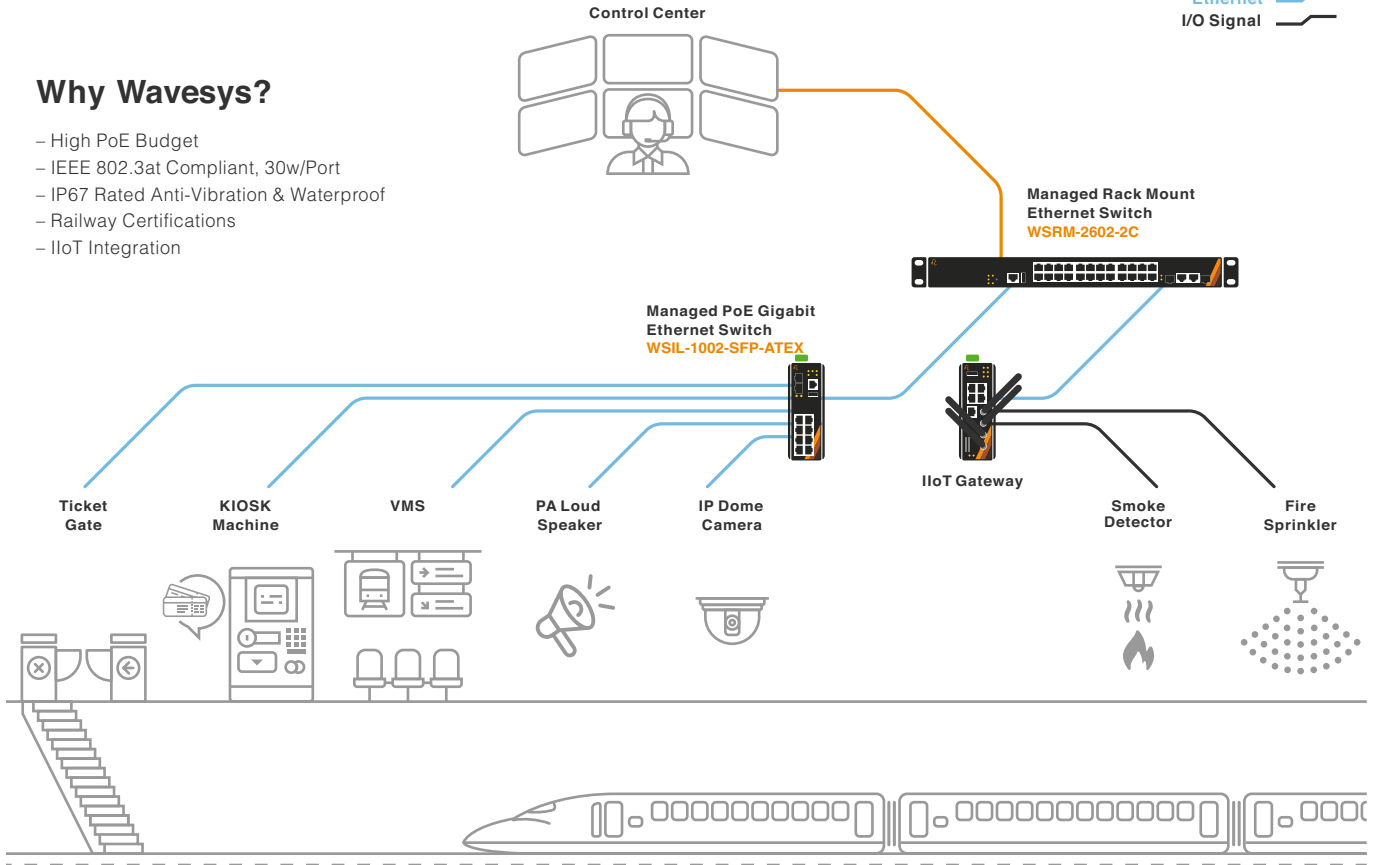 Control Center
Ethernet
I/O Signal
Why Wavesys?
– High PoE Budget
– IEEE 802.3at Compliant, 30w/Port
– IP67 Rated Anti-Vibration & Waterproof
– Railway Certifications
– IIoT Integration
Managed Rack Mount
Ethernet Switch
WSRM-2602-2C
Managed PoE Gigabit
Ethernet Switch
WSIL-1002-SFP-ATEX
IIoT Gateway
Ticket
Gate
KIOSK
Machine
VMS
PA Loud
Speaker
IP Dome
Camera
Smoke
Detector
Fire
Sprinkler